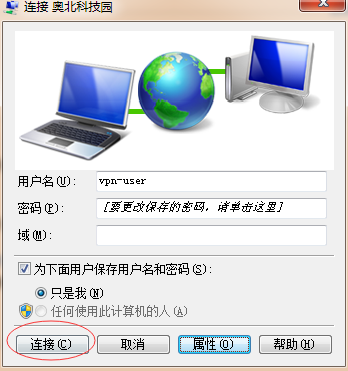 连接 奥北科技园
用户名(U): vpn-user
密码(P): [要更改保存的密码，请单击这里]
域(M):
为下面用户保存用户名和密码(S):
只是我(N)
任何使用此计算机的人(A)
连接(C) 取消 属性(O) 帮助(H)